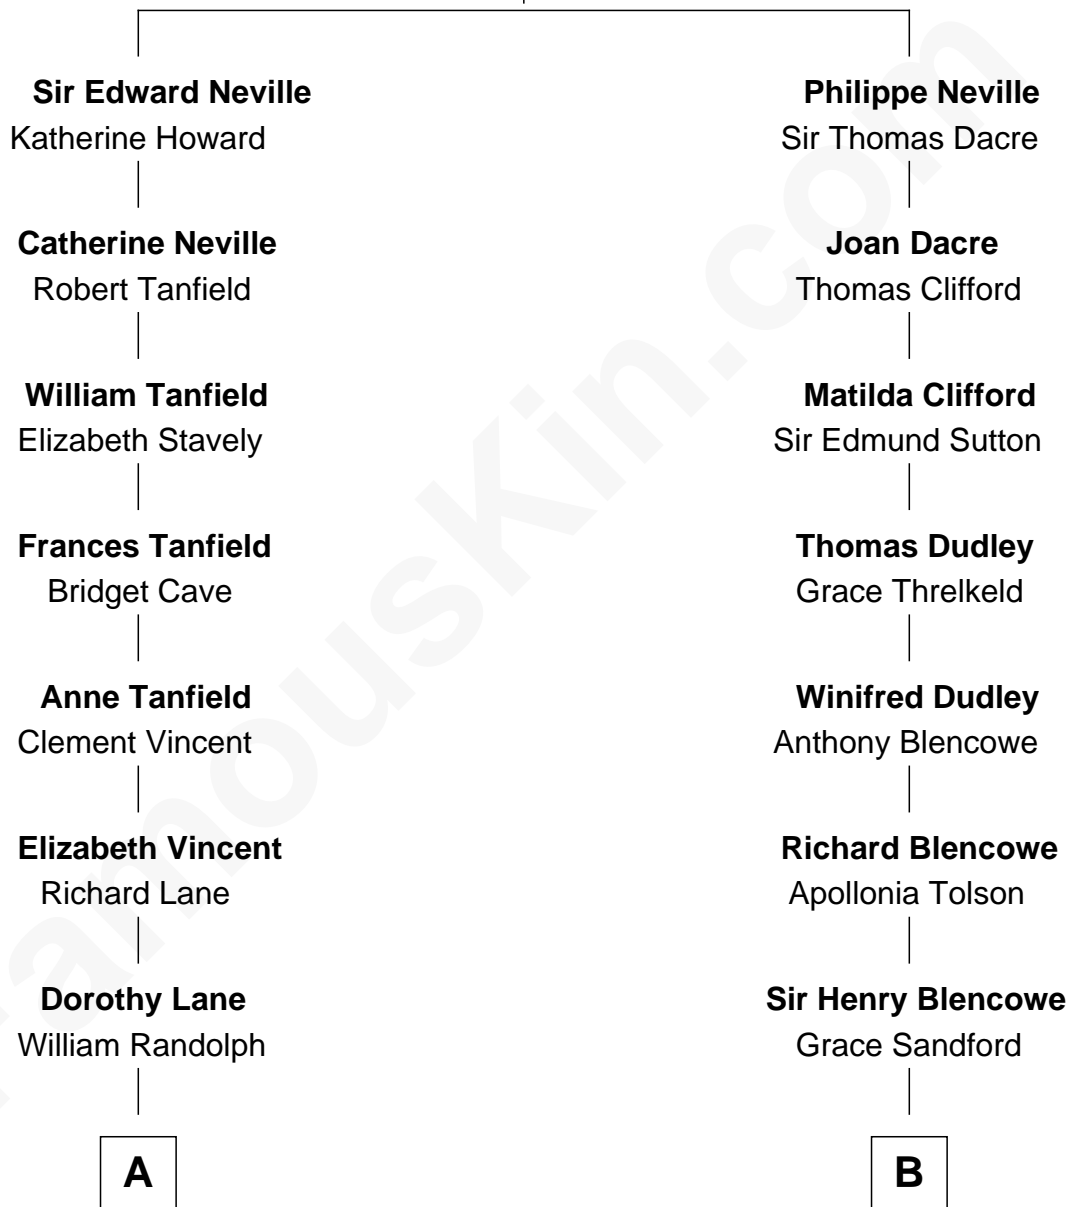 Sir Edward Neville
Katherine Howard
Philippe Neville
Sir Thomas Dacre
Catherine Neville
Robert Tanfield
Joan Dacre
Thomas Clifford
William Tanfield
Elizabeth Stavely
Matilda Clifford
Sir Edmund Sutton
Frances Tanfield
Bridget Cave
Thomas Dudley
Grace Threlkeld
Anne Tanfield
Clement Vincent
Winifred Dudley
Anthony Blencowe
Elizabeth Vincent
Richard Lane
Richard Blencowe
Apollonia Tolson
Dorothy Lane
William Randolph
Sir Henry Blencowe
Grace Sandford
A
B
FamousKin.com